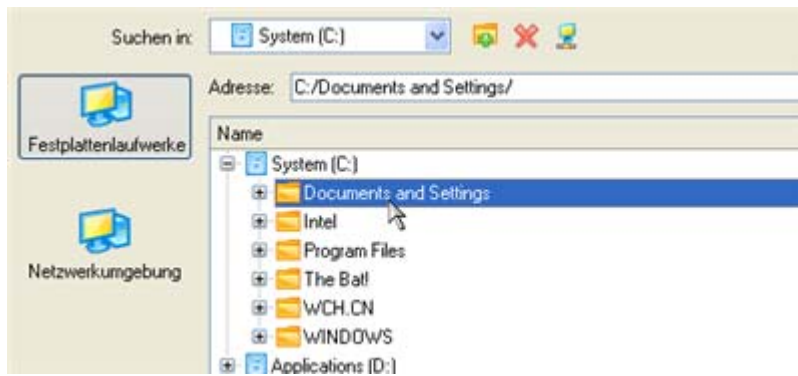 Suchen in: System (C:)
Adresse: C:/Documents and Settings/
Festplattenlaufwerke
Netzwerkumgebung
Name
System (C:)
Documents and Settings
Intel
Program Files
The Bat!
WCH.CN
WINDOWS
Applications (D:)